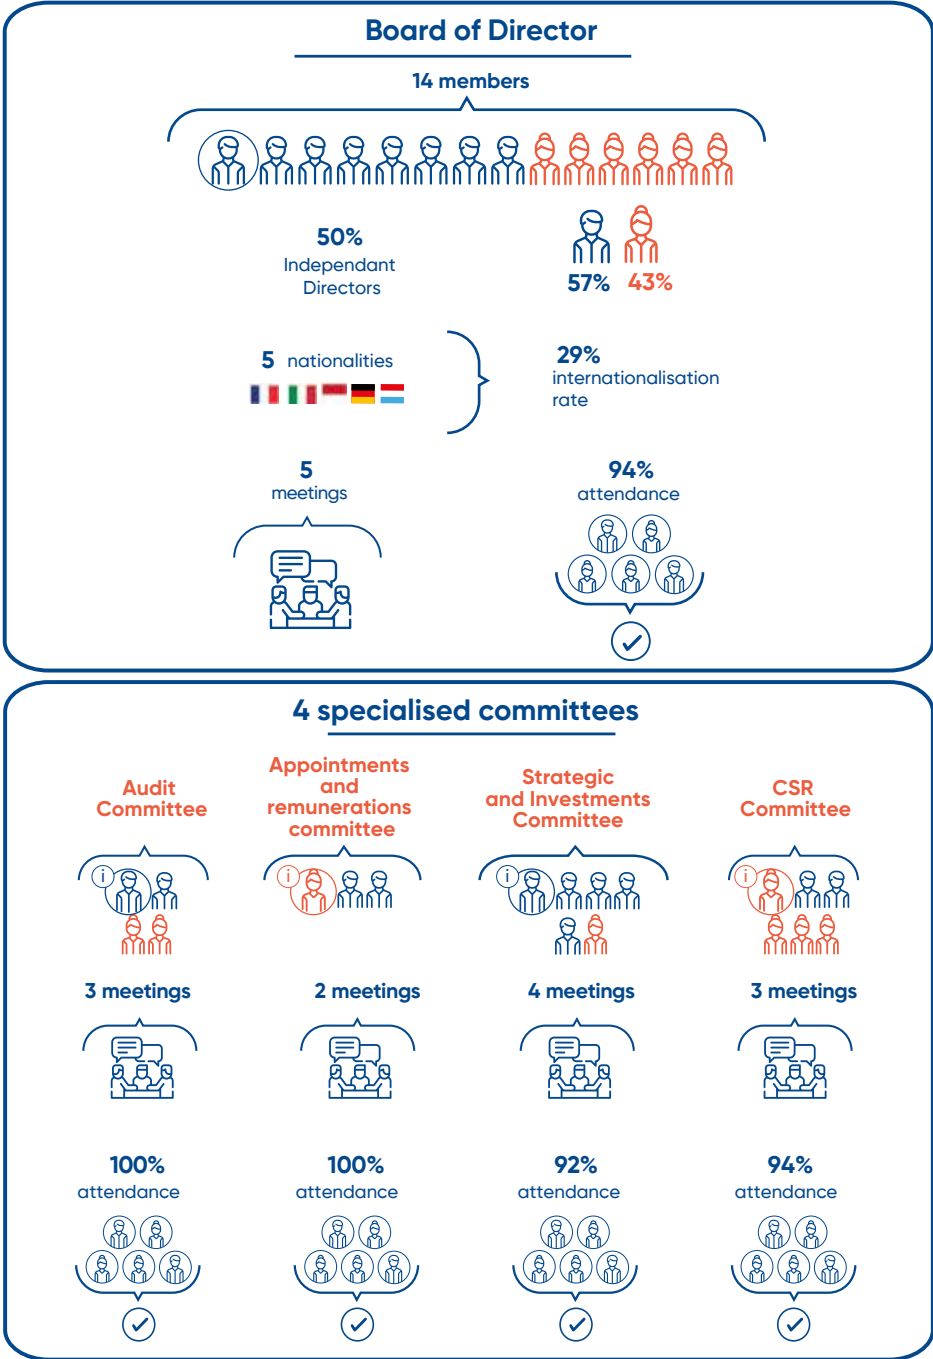 Board of Director
14 members
50%
Independant
Directors
57% 43%
5 nationalities
29%
internationalisation
rate
5
meetings
94%
attendance
4 specialised committees
Audit
Committee
Appointments
and
remunerations
committee
Strategic
and Investments
Committee
CSR
Committee
i
i
i
i
3 meetings
2 meetings
4 meetings
3 meetings
100%
attendance
100%
attendance
92%
attendance
94%
attendance